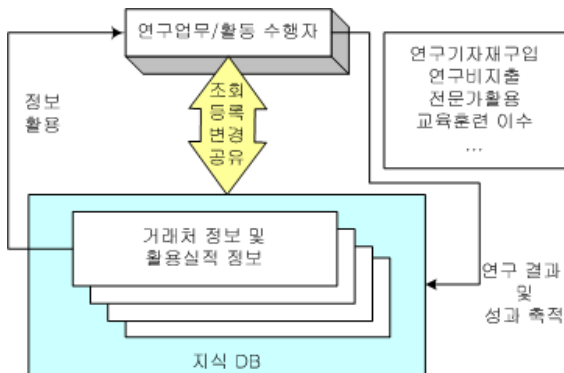 연구업무/활동 수행자
연구기자재구입
연구비지출
전문가활용
교육훈련 이수
...
정보
활용
조회
등록
변경
공유
거래처 정보 및
활용실적 정보
연구 결과
및
성과 축적
지식 DB